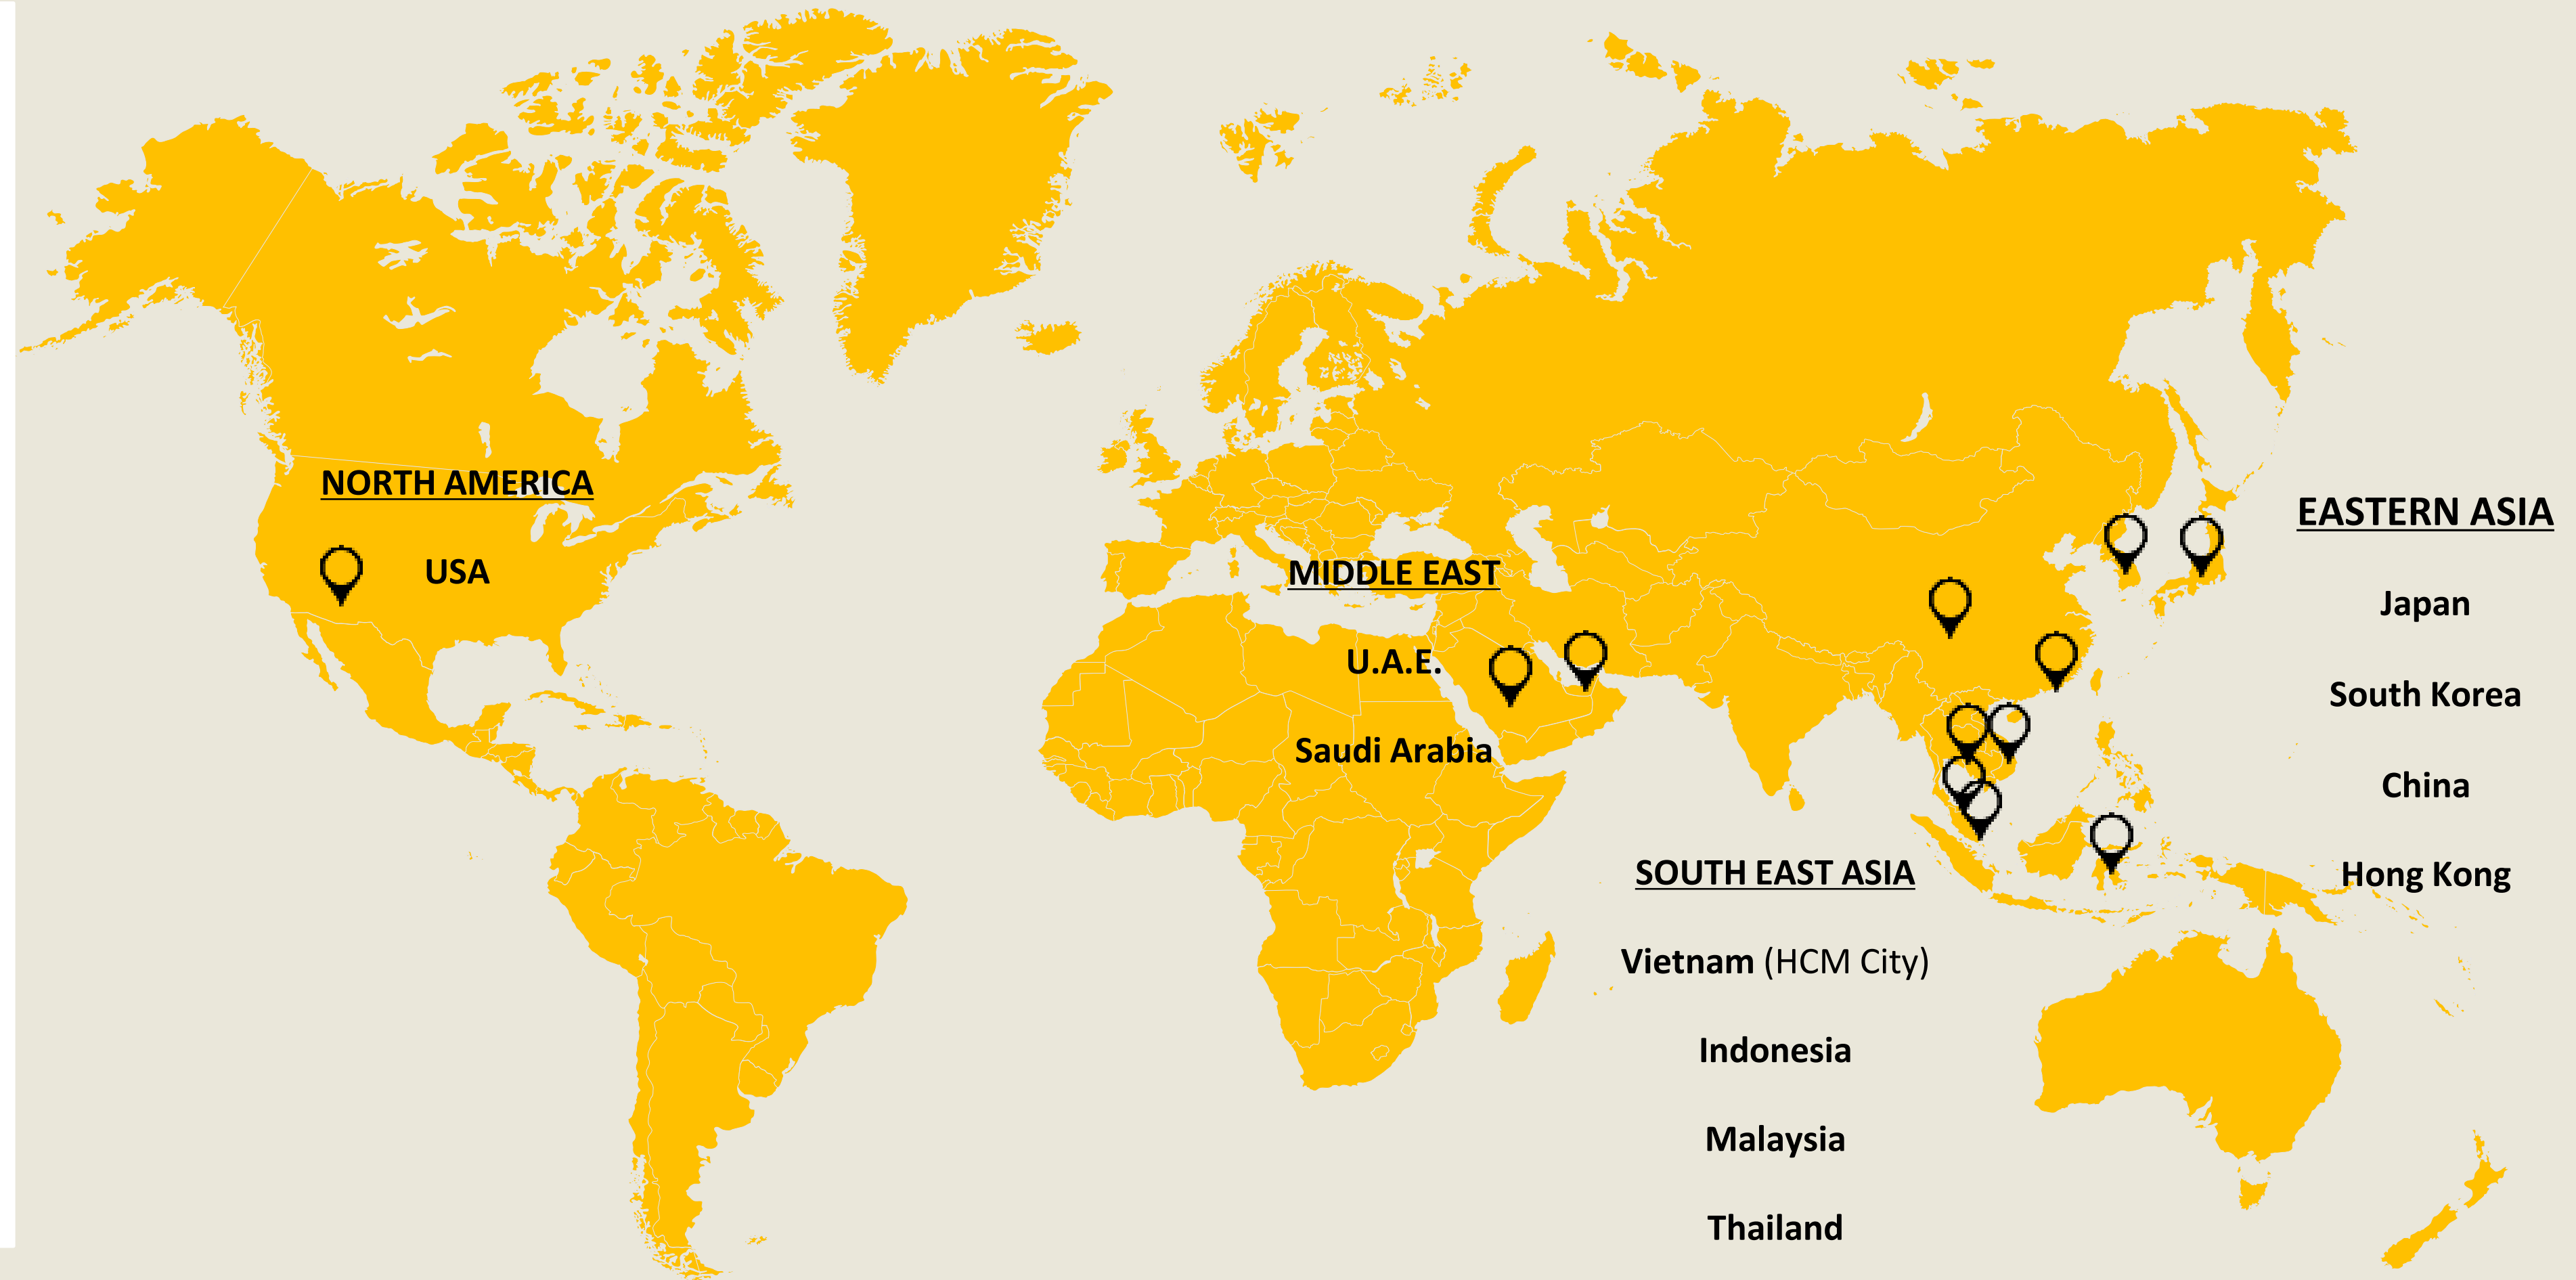 NORTH AMERICA
USA
MIDDLE EAST
U.A.E.
Saudi Arabia
SOUTH EAST ASIA
Vietnam (HCM City)
Indonesia
Malaysia
Thailand
EASTERN ASIA
Japan
South Korea
China
Hong Kong